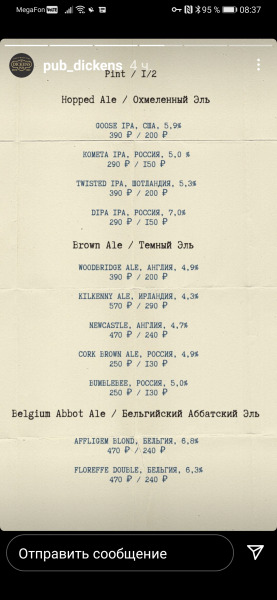 MegaFon
95 %
08:37
DICKENS
pub_dickens 4 ч
Pint / 1/2
Hopped Ale / Охмеленный Эль
GOOSE IPA, США, 5,9%
390 ₽ / 200 ₽
KOMETA IPA, РОССИЯ, 5,0 %
290 ₽ / 150 ₽
TWISTED IPA, ШОТЛАНДИЯ, 5,3%
390 ₽ / 200 ₽
DIPA IPA, РОССИЯ, 7,0%
290 ₽ / 150 ₽
Brown Ale / Темный Эль
WOODBRIDGE ALE, АНГЛИЯ, 4,9%
390 ₽ / 200 ₽
KILKENNY ALE, ИРЛАНДИЯ, 4,3%
570 ₽ / 290 ₽
NEWCASTLE, АНГЛИЯ, 4,7%
470 ₽ / 240 ₽
CORK BROWN ALE, РОССИЯ, 4,9%
250 ₽ / 130 ₽
BUMBLEBEE, РОССИЯ, 5,0%
250 ₽ / 130 ₽
Belgium Abbot Ale / Бельгийский Аббатский Эль
AFFLIGEM BLOND, БЕЛЬГИЯ, 6,8%
470 ₽ / 240 ₽
FLOREFFE DOUBLE, БЕЛЬГИЯ, 6,3%
470 ₽ / 240 ₽
Отправить сообщение